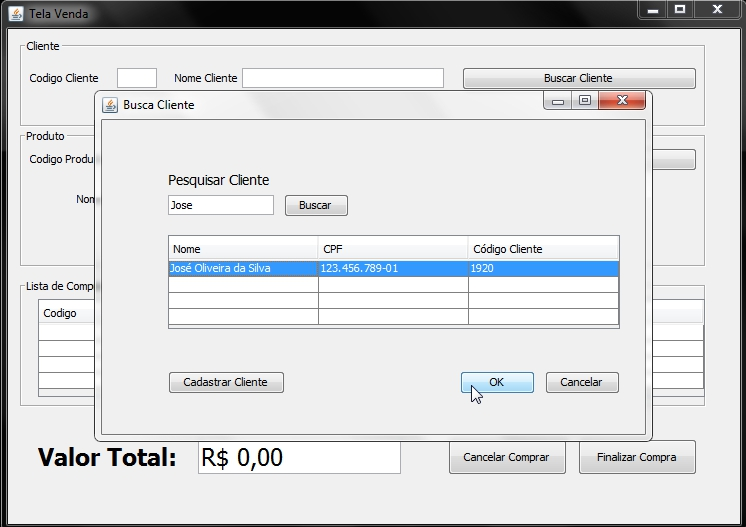 Tela Venda
Cliente
Codigo Cliente Nome Cliente Buscar Cliente
Busca Cliente
Produto
Codigo Produ
Pesquisar Cliente
Jose Buscar
Nome CPF Código Cliente
José Oliveira da Silva 123.456.789-01 1920
Lista de Comp
Codigo
Cadastrar Cliente OK Cancelar
Valor Total: R$ 0,00 Cancelar Comprar Finalizar Compra